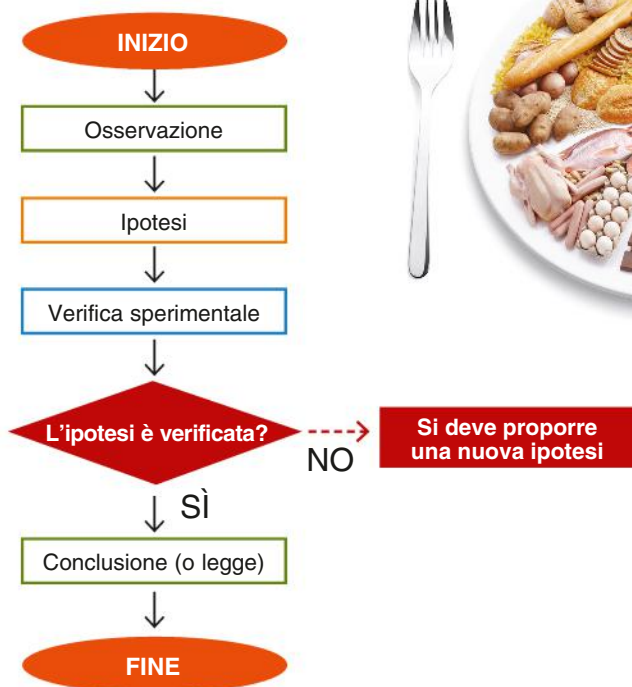 INIZIO
Osservazione
Ipotesi
Verifica sperimentale
L'ipotesi è verificata?
NO
Si deve proporre
una nuova ipotesi
SÌ
Conclusione (o legge)
FINE